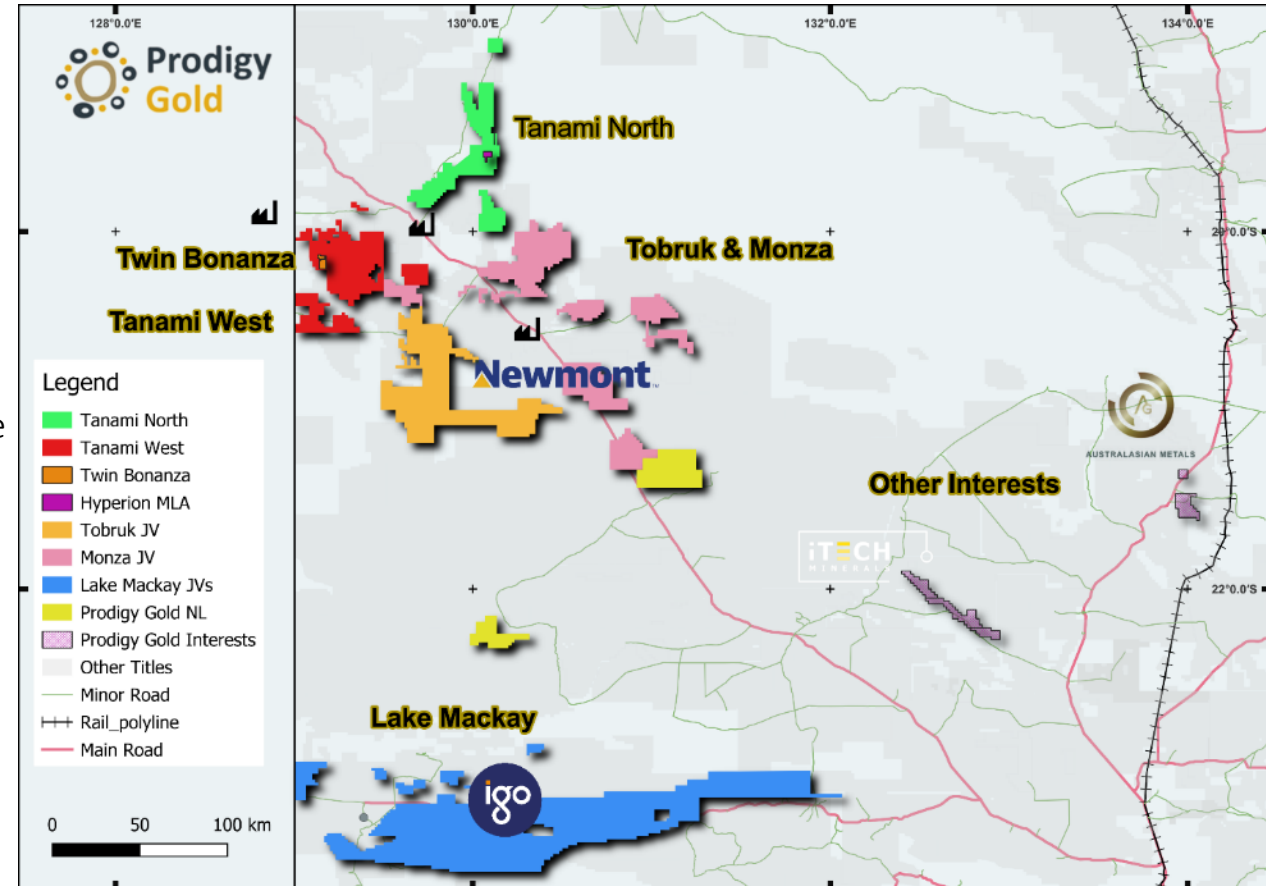 128°0.0'E
130°0.0'E
132°0.0'E
134°0.0'E
Prodigy
Gold
Tanami North
Twin Bonanza
Tobruk & Monza
Tanami West
Newmont
Legend
Tanami North
Tanami West
Twin Bonanza
Hyperion MLA
Tobruk JV
Monza JV
Lake Mackay JVs
Prodigy Gold NL
Prodigy Gold Interests
Other Titles
Minor Road
Rail_polyline
Main Road
0 50 100 km
e
AG
AUSTRALASIAN METALS
Other Interests
iTECH
MINERALS
22°0.0'S
Lake Mackay
igo